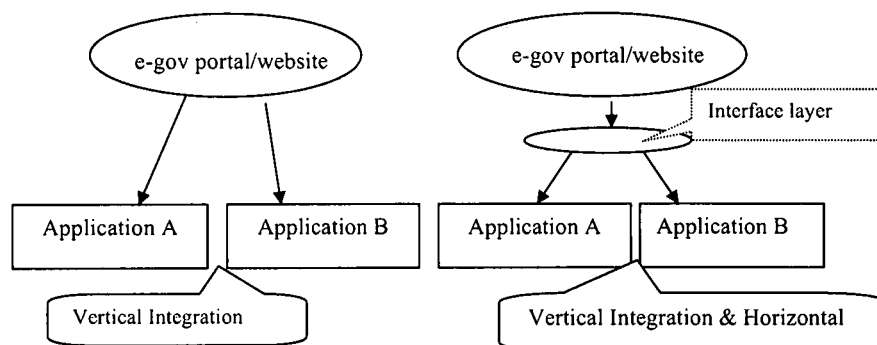 e-gov portal/website
e-gov portal/website
Interface layer
Application A
Application B
Application A
Application B
Vertical Integration
Vertical Integration & Horizontal